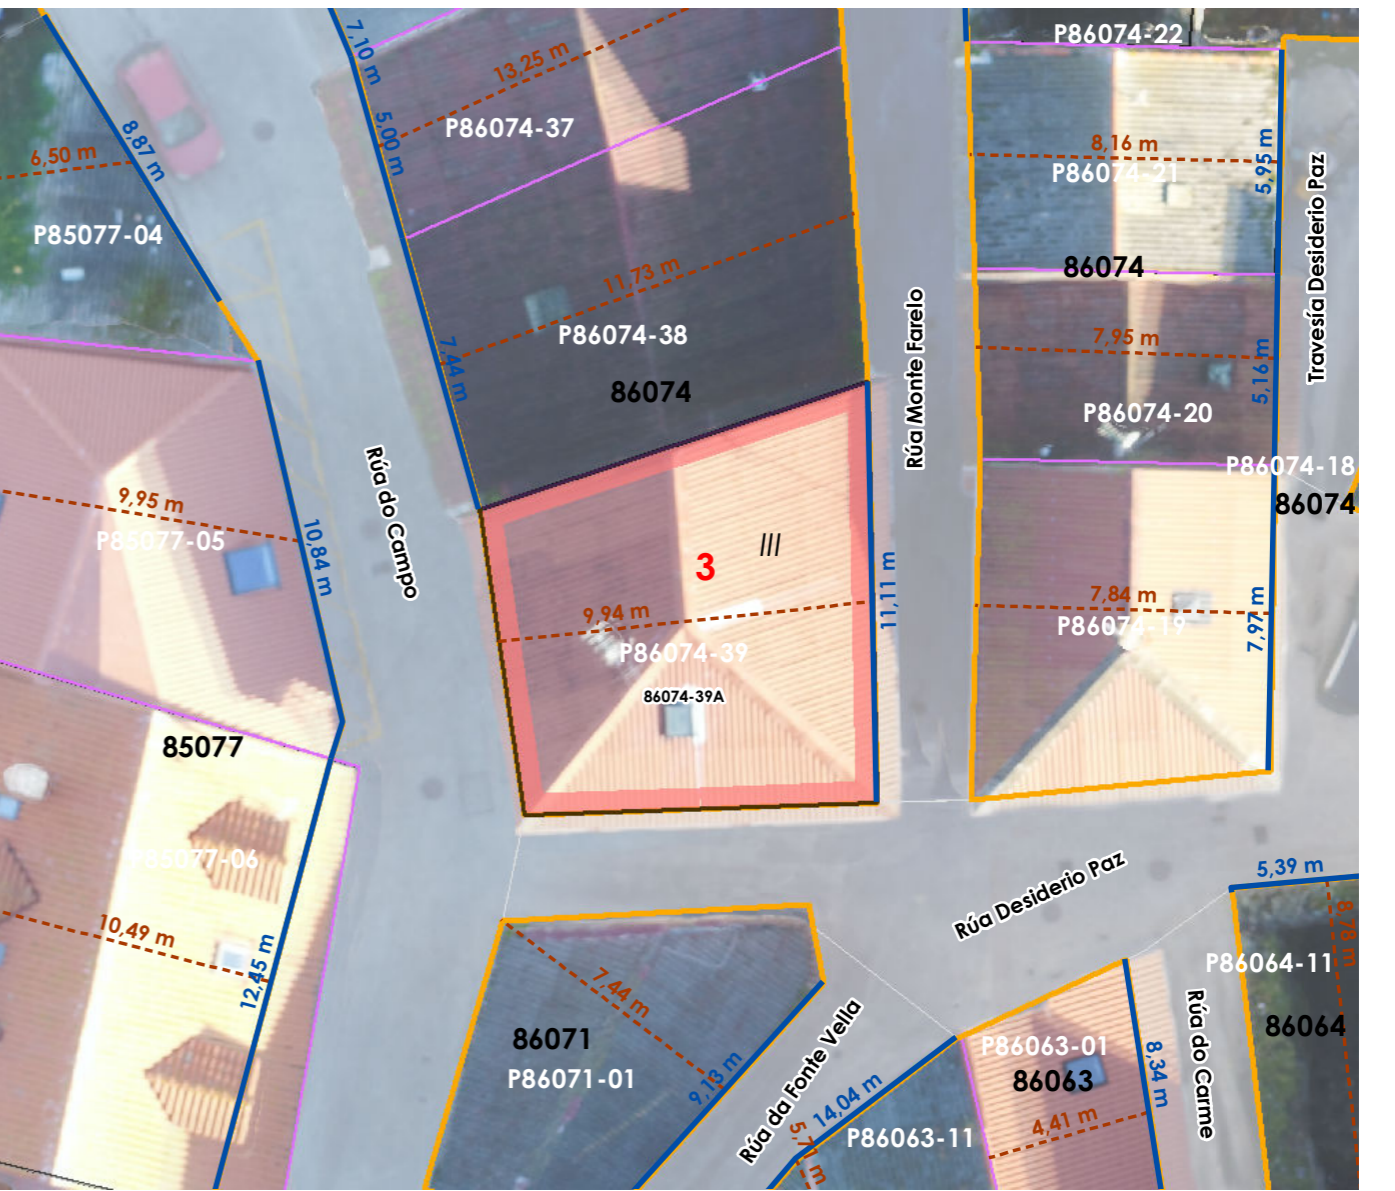 P86074-22
7,10 m
13,25 m
5,00 m
P86074-37
8,87 m
6,50 m
P85077-04
8,16 m
P86074-21
5,95 m
Travesía Desiderio Paz
86074
11,73 m
P86074-38
86074
7,44 m
Rúa Monte Farelo
7,95 m
5,16 m
P86074-20
P86074-18
86074
Rúa do Campo
9,95 m
P85077-05
10,84 m
3
///
9,94 m
P86074-39
86074-39A
11,11 m
7,84 m
P86074-19
7,97 m
85077
P85077-06
10,49 m
12,45 m
Rúa Desiderio Paz
5,39 m
8,78 m
P86064-11
86064
7,44 m
86071
P86071-01
9,13 m
Rúa da Fonte Vella
14,04 m
P86063-11
P86063-01
86063
8,34 m
4,41 m
Rúa do Carme